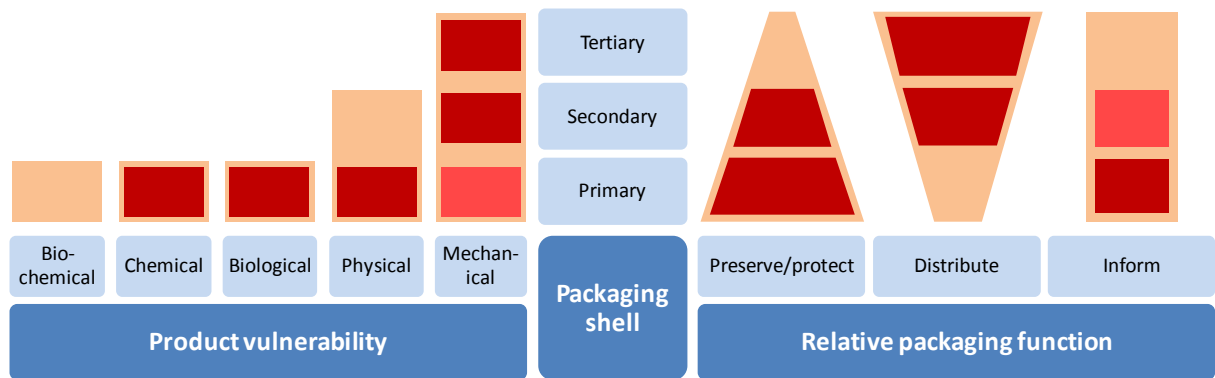 Tertiary
Secondary
Primary
Bio-
chemical
Chemical
Biological
Physical
Mechan-
ical
Packaging
shell
Preserve/protect
Distribute
Inform
Product vulnerability
Relative packaging function